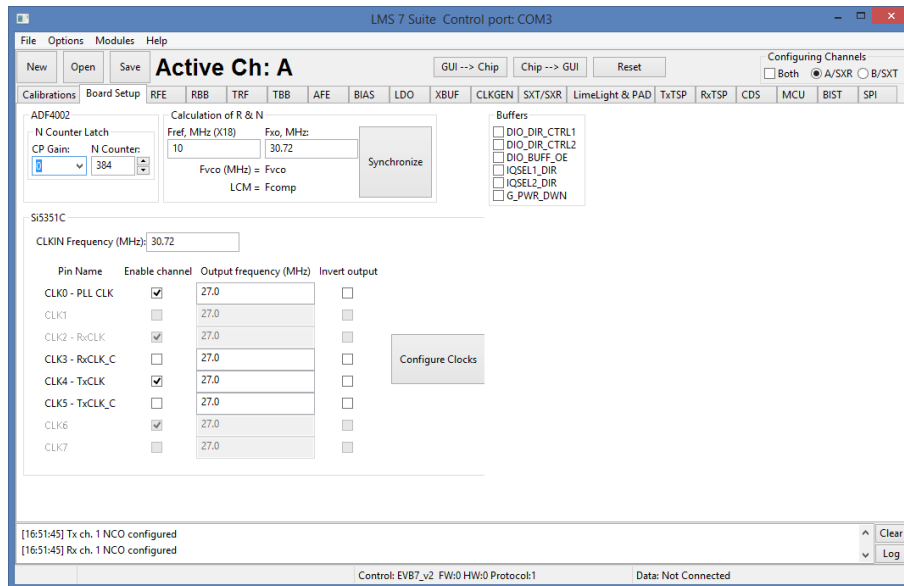 LMS 7 Suite Control port: COM3
File Options Modules Help
New Open Save Active Ch: A GUI --> Chip Chip --> GUI Reset Configuring Channels
Both A/SXR B/SXT
Calibrations Board Setup RFE RBB TRF TBB AFE BIAS LDO XBUF CLKGEN SXT/SXR LimeLight & PAD TxTSP RxTSP CDS MCU BIST SPI
ADF4002 Calculation of R & N Buffers
N Counter Latch Fref, MHz (X18) Fxo, MHz: DIO_DIR_CTRL1
CP Gain: N Counter: 10 30.72 DIO_DIR_CTRL2
0 384 Synchronize DIO_BUFF_OE
Fvco (MHz) = Fvco IQSEL1_DIR
LCM = Fcomp IQSEL2_DIR
G_PWR_DWN
Si5351C
CLKIN Frequency (MHz): 30.72
Pin Name Enable channel Output frequency (MHz) Invert output
CLK0 - PLL CLK 27.0
CLK1 27.0
CLK2 - RxCLK 27.0
CLK3 - RxCLK_C 27.0 Configure Clocks
CLK4 - TxCLK 27.0
CLK5 - TxCLK_C 27.0
CLK6 27.0
CLK7 27.0
[16:51:45] Tx ch. 1 NCO configured Clear
[16:51:45] Rx ch. 1 NCO configured Log
Control: EVB7_v2 FW:0 HW:0 Protocol:1 Data: Not Connected